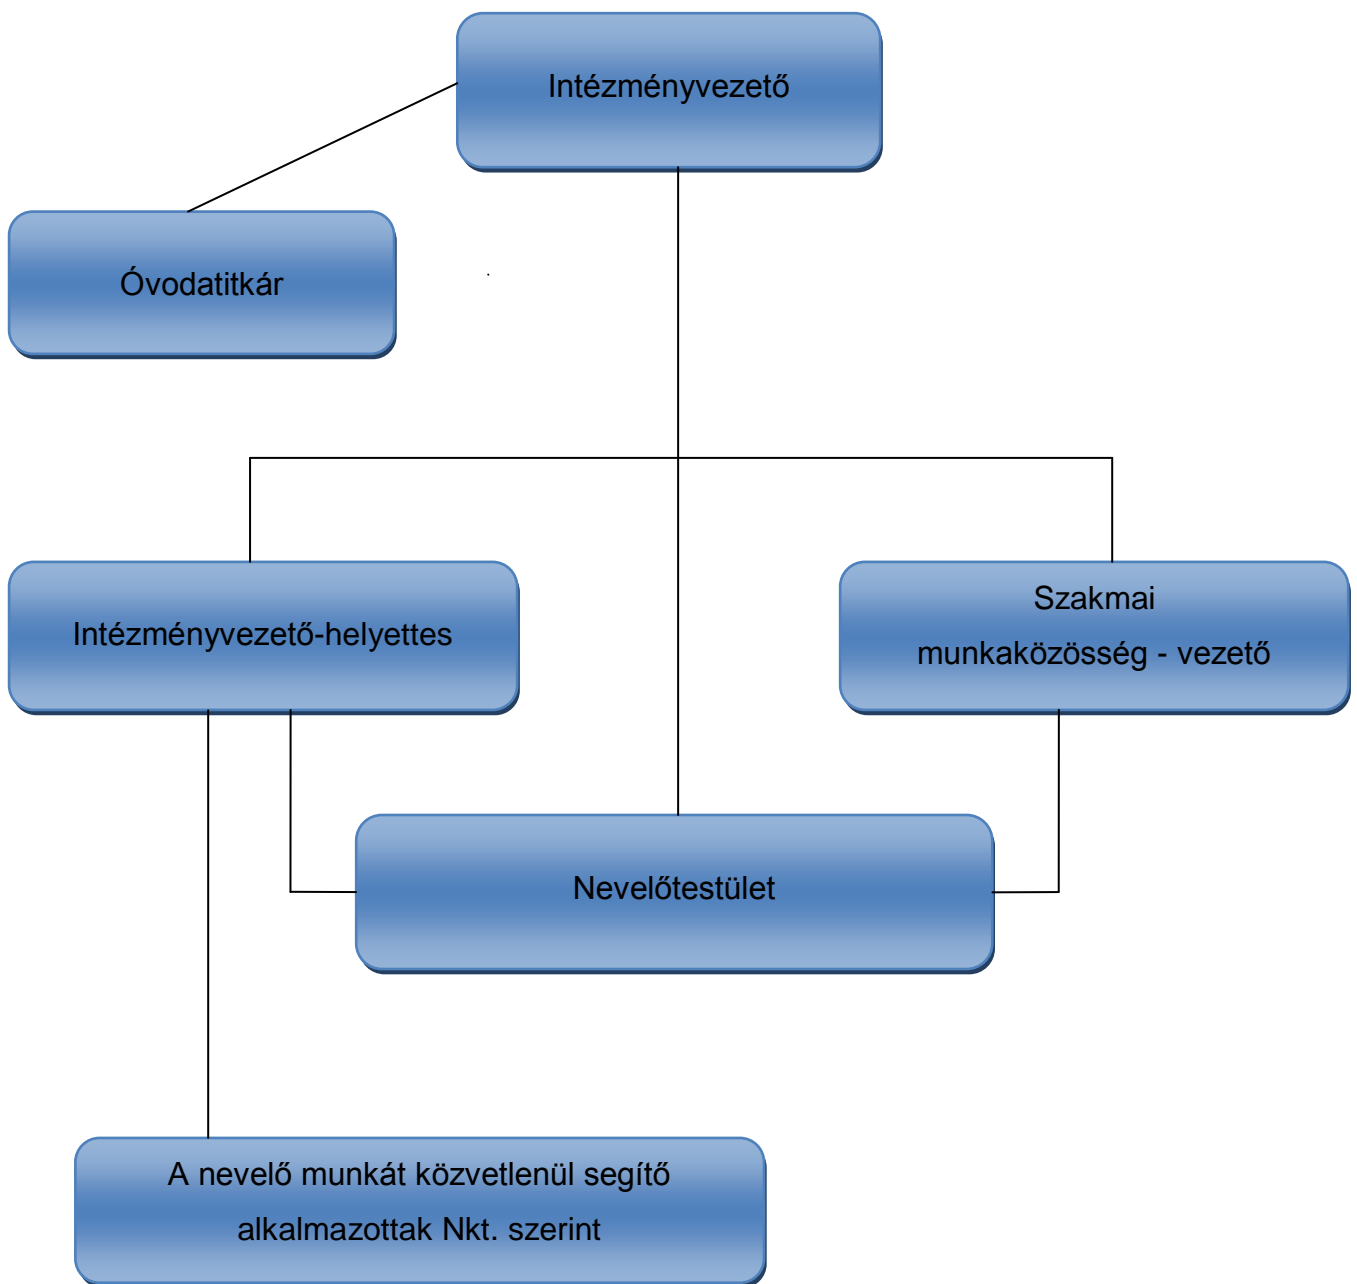 Intézményvezető
Óvodatitkár
Intézményvezető-helyettes
Szakmai
munkaközösség - vezető
Nevelőtestület
A nevelő munkát közvetlenül segítő
alkalmazottak Nkt. szerint